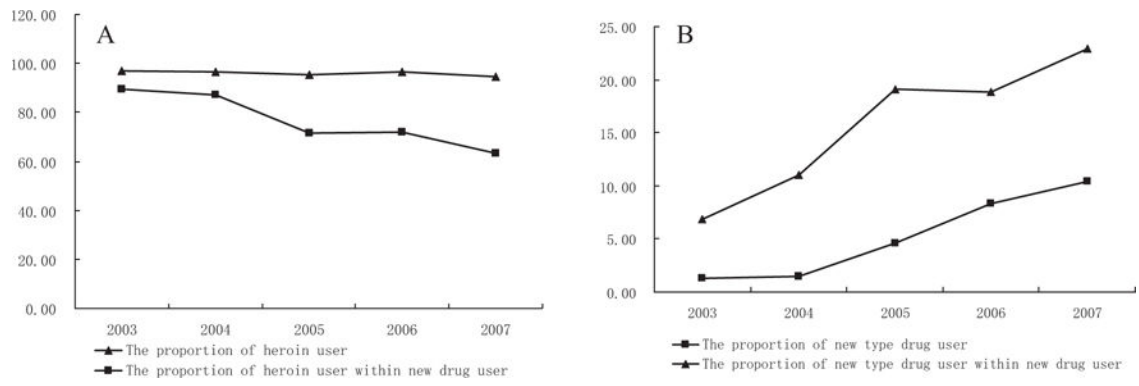 A
120.00
100.00
80.00
60.00
40.00
20.00
0.00
2003 2004 2005 2006 2007
The proportion of heroin user
The proportion of heroin user within new drug user
B
25.00
20.00
15.00
10.00
5.00
0.00
2003 2004 2005 2006 2007
The proportion of new type drug user
The proportion of new type drug user within new drug user